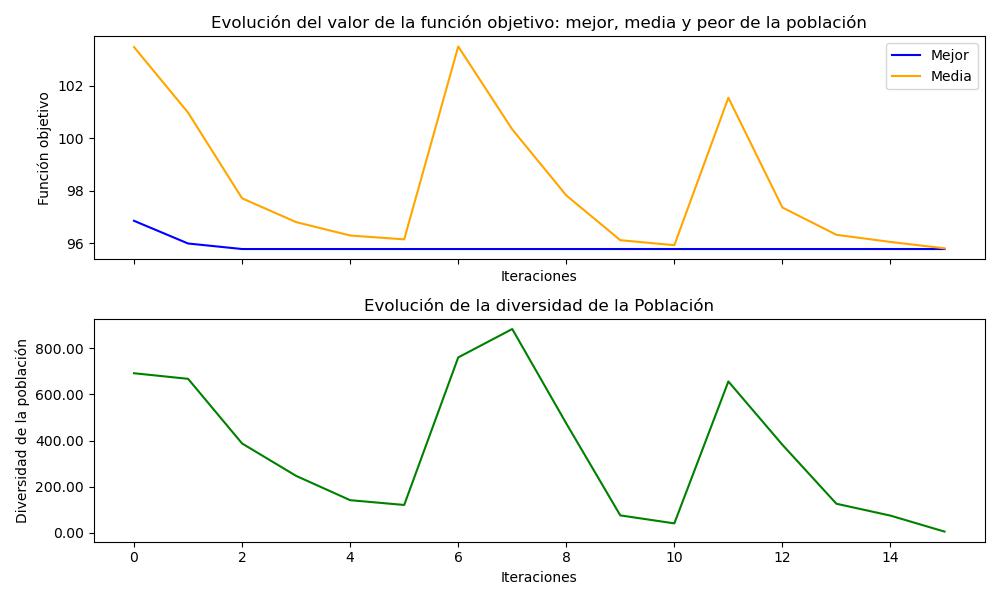 Evolución del valor de la función objetivo: mejor, media y peor de la población
Mejor
Media
102
100
98
96
Función objetivo
Iteraciones
Evolución de la diversidad de la Población
800.00
600.00
400.00
200.00
0.00
Diversidad de la población
0 2 4 6 8 10 12 14
Iteraciones